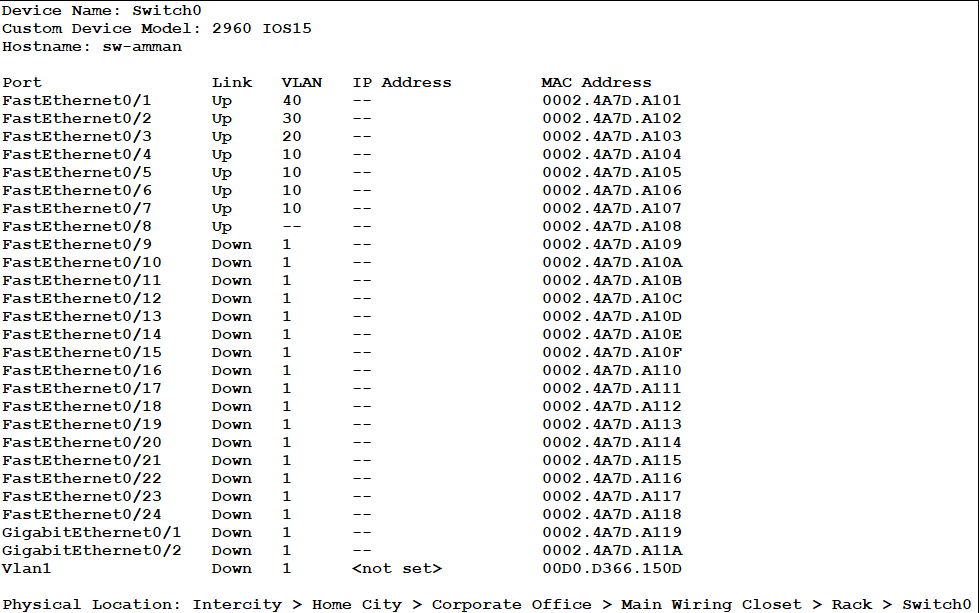 Device Name: Switch0
Custom Device Model: 2960 IOS15
Hostname: sw-amman
Port Link VLAN IP Address MAC Address
FastEthernet0/1 Up 40 -- 0002.4A7D.A101
FastEthernet0/2 Up 30 -- 0002.4A7D.A102
FastEthernet0/3 Up 20 -- 0002.4A7D.A103
FastEthernet0/4 Up 10 -- 0002.4A7D.A104
FastEthernet0/5 Up 10 -- 0002.4A7D.A105
FastEthernet0/6 Up 10 -- 0002.4A7D.A106
FastEthernet0/7 Up 10 -- 0002.4A7D.A107
FastEthernet0/8 Up -- -- 0002.4A7D.A108
FastEthernet0/9 Down 1 -- 0002.4A7D.A109
FastEthernet0/10 Down 1 -- 0002.4A7D.A10A
FastEthernet0/11 Down 1 -- 0002.4A7D.A10B
FastEthernet0/12 Down 1 -- 0002.4A7D.A10C
FastEthernet0/13 Down 1 -- 0002.4A7D.A10D
FastEthernet0/14 Down 1 -- 0002.4A7D.A10E
FastEthernet0/15 Down 1 -- 0002.4A7D.A10F
FastEthernet0/16 Down 1 -- 0002.4A7D.A110
FastEthernet0/17 Down 1 -- 0002.4A7D.A111
FastEthernet0/18 Down 1 -- 0002.4A7D.A112
FastEthernet0/19 Down 1 -- 0002.4A7D.A113
FastEthernet0/20 Down 1 -- 0002.4A7D.A114
FastEthernet0/21 Down 1 -- 0002.4A7D.A115
FastEthernet0/22 Down 1 -- 0002.4A7D.A116
FastEthernet0/23 Down 1 -- 0002.4A7D.A117
FastEthernet0/24 Down 1 -- 0002.4A7D.A118
GigabitEthernet0/1 Down 1 -- 0002.4A7D.A119
GigabitEthernet0/2 Down 1 -- 0002.4A7D.A11A
Vlan1 Down 1 <not set> 00D0.D366.150D
Physical Location: Intercity > Home City > Corporate Office > Main Wiring Closet > Rack > Switch0